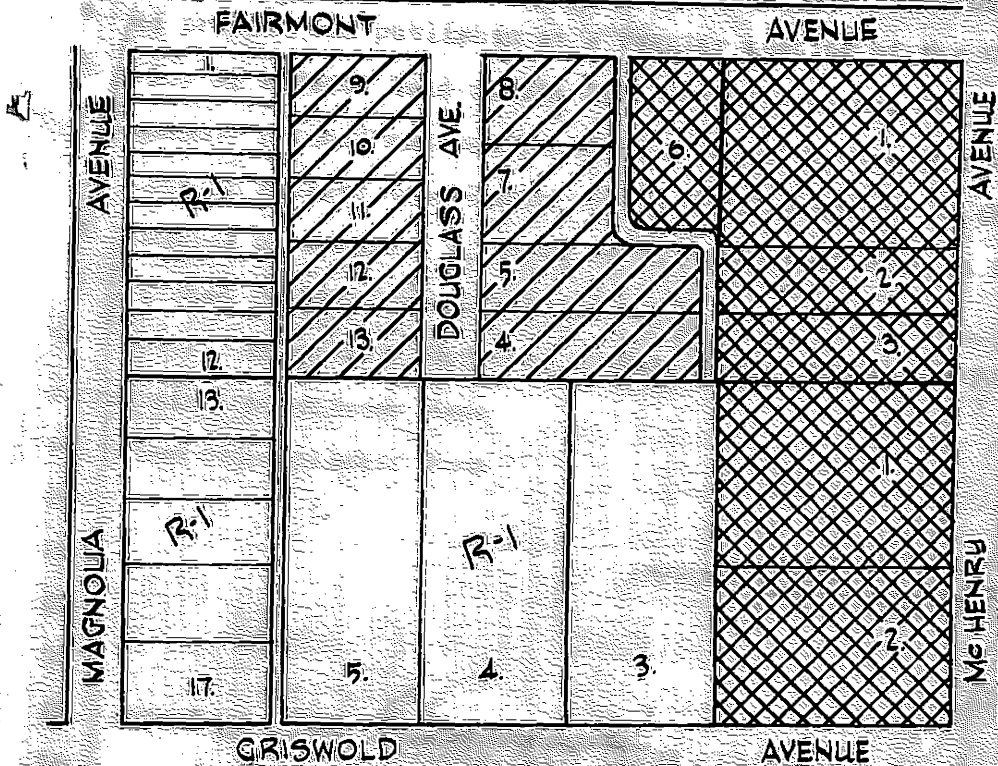 FAIRMONT AVENUE
MAGNOLIA AVENUE
1.
R-1
12.
13.
R-1
17.
9.
10.
11.
12.
13.
DOUGLASS AVE.
8
7.
5.
4.
6.
1.
2.
3.
1.
2.
R-1
5.
4.
3.
McHENRY AVENUE
GRISWOLD AVENUE